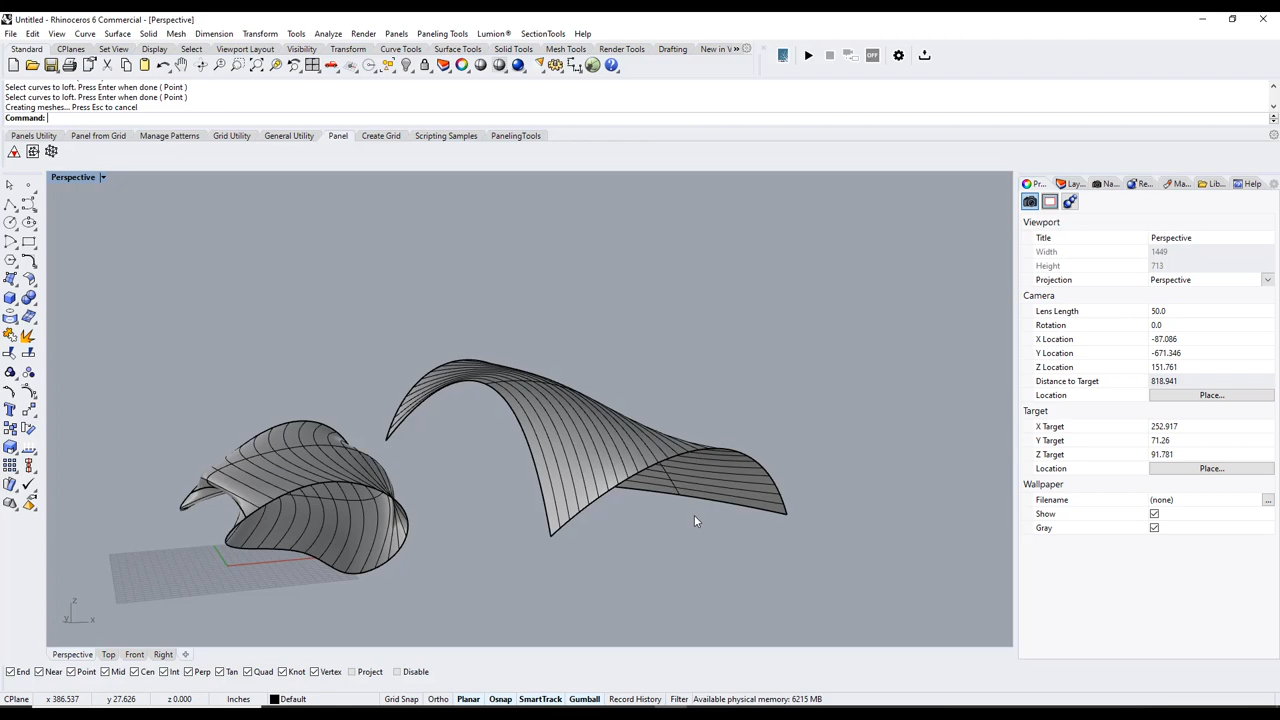 Untitled - Rhinoceros 6 Commercial - [Perspective]
File Edit View Curve Surface Solid Mesh Dimension Transform Tools Analyze Render Panels Paneling Tools Lumion® SectionTools Help
Standard CPlanes Set View Display Select Viewport Layout Visibility Transform Curve Tools Surface Tools Solid Tools Mesh Tools Render Tools Drafting New in V
Select curves to loft. Press Enter when done ( Point )
Select curves to loft. Press Enter when done ( Point )
Creating meshes... Press Esc to cancel
Command:
Panels Utility Panel from Grid Manage Patterns Grid Utility General Utility Panel Create Grid Scripting Samples PanelingTools
Perspective
Pr... Lay... Na... Re... Ma... Lib... Help
Viewport
Title Perspective
Width 1449
Height 713
Projection Perspective
Camera
Lens Length 50.0
Rotation 0.0
X Location -87.086
Y Location -671.346
Z Location 151.761
Distance to Target 818.941
Location Place...
Target
X Target 252.917
Y Target 71.26
Z Target 91.781
Location Place...
Wallpaper
Filename (none) ...
Show
Gray
z
y x
Perspective Top Front Right
End Near Point Mid Cen Int Perp Tan Quad Knot Vertex Project Disable
CPlane x 386.537 y 27.626 z 0.000 Inches Default Grid Snap Ortho Planar Osnap SmartTrack Gumball Record History Filter Available physical memory: 6215 MB